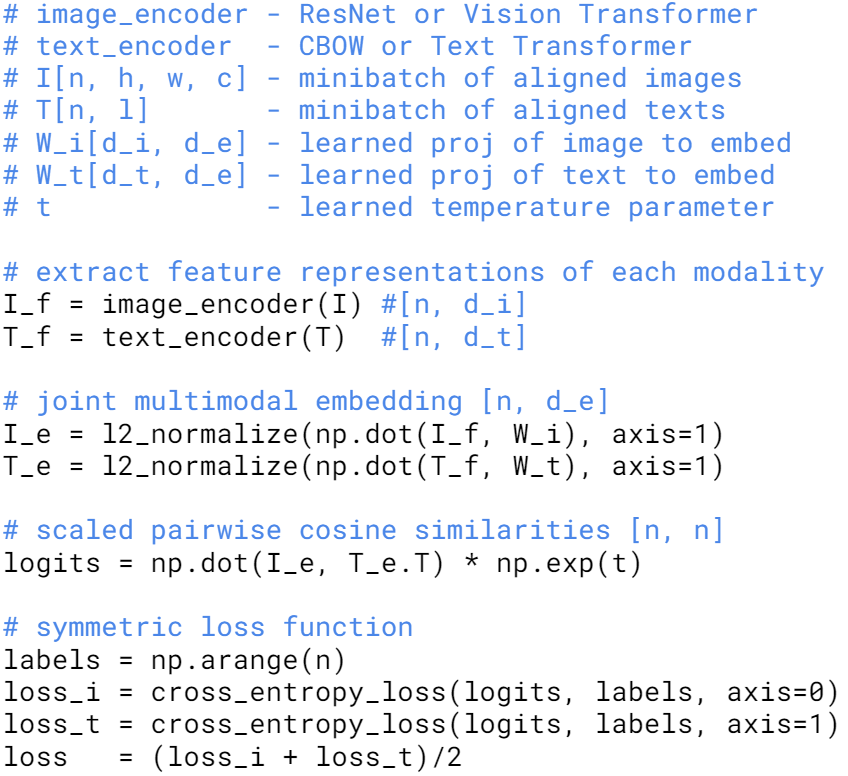 # image_encoder - ResNet or Vision Transformer
# text_encoder  - CBOW or Text Transformer
# I[n, h, w, c] - minibatch of aligned images
# T[n, l]       - minibatch of aligned texts
# W_i[d_i, d_e] - learned proj of image to embed
# W_t[d_t, d_e] - learned proj of text to embed
# t             - learned temperature parameter

# extract feature representations of each modality
I_f = image_encoder(I) #[n, d_i]
T_f = text_encoder(T)  #[n, d_t]

# joint multimodal embedding [n, d_e]
I_e = l2_normalize(np.dot(I_f, W_i), axis=1)
T_e = l2_normalize(np.dot(T_f, W_t), axis=1)

# scaled pairwise cosine similarities [n, n]
logits = np.dot(I_e, T_e.T) * np.exp(t)

# symmetric loss function
labels = np.arange(n)
loss_i = cross_entropy_loss(logits, labels, axis=0)
loss_t = cross_entropy_loss(logits, labels, axis=1)
loss   = (loss_i + loss_t)/2